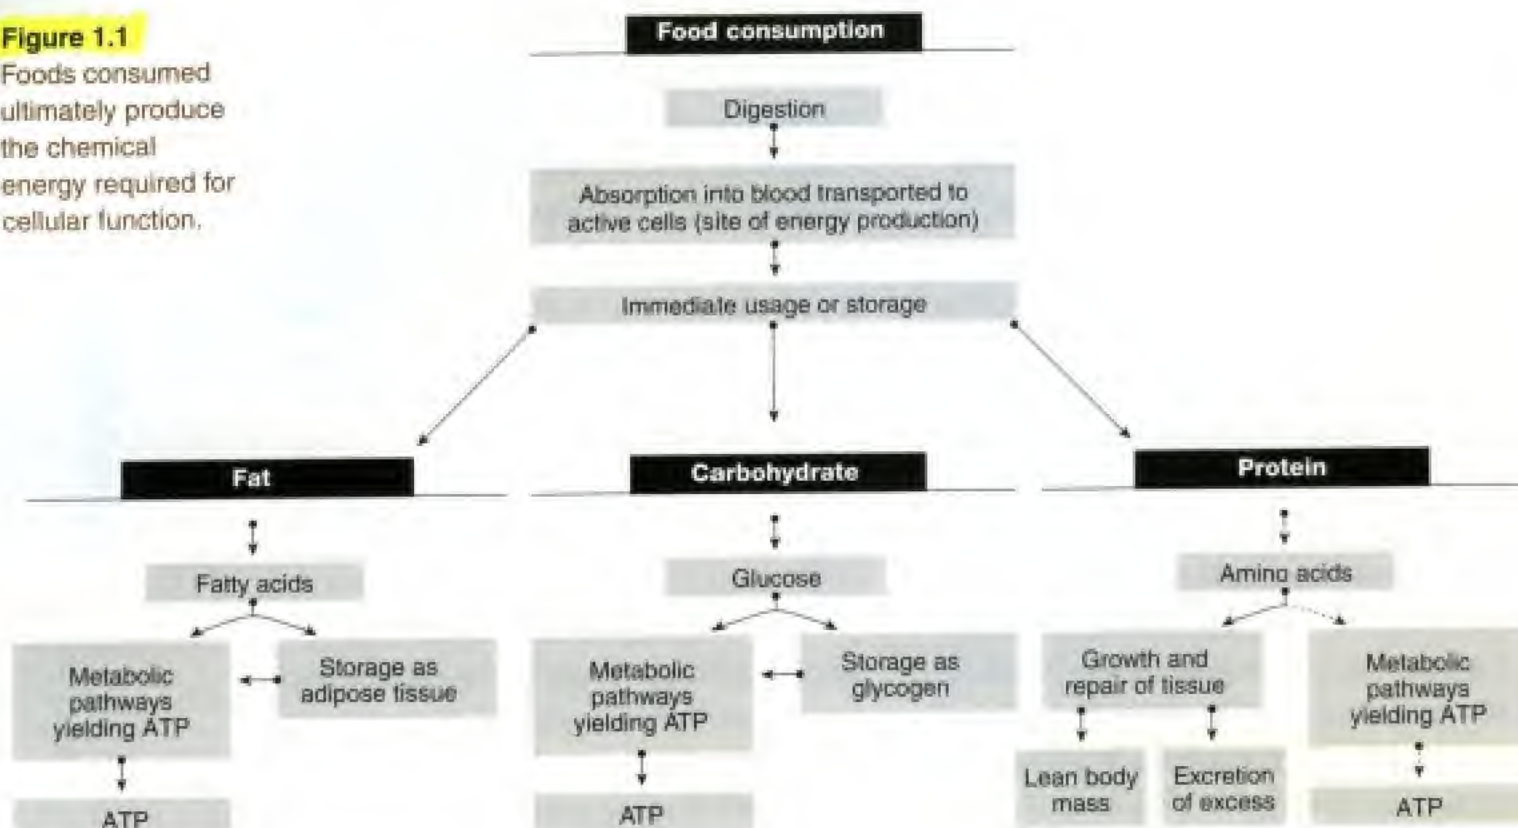 Figure 1.1
Foods consumed
ultimately produce
the chemical
energy required for
cellular function.
Food consumption
Digestion
Absorption into blood transported to
active cells (site of energy production)
Immediate usage or storage
Fat
Carbohydrate
Protein
Fatty acids
Glucose
Amino acids
Metabolic
pathways
yielding ATP
Storage as
adipose tissue
Metabolic
pathways
yielding ATP
Storage as
glycogen
Growth and
repair of tissue
Metabolic
pathways
yielding ATP
ATP
ATP
Lean body
mass
Excretion
of excess
ATP